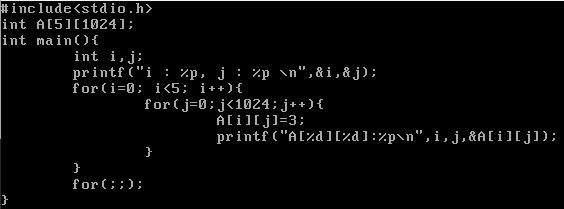 #include<stdio.h>
int A[5][1024];
int main(){
        int i,j;
        printf("i : %p, j : %p \n",&i,&j);
        for(i=0; i<5; i++){
                for(j=0;j<1024;j++){
                        A[i][j]=3;
                        printf("A[%d][%d]:%p\n",i,j,&A[i][j]);
                }
        }
        for(;;);
}